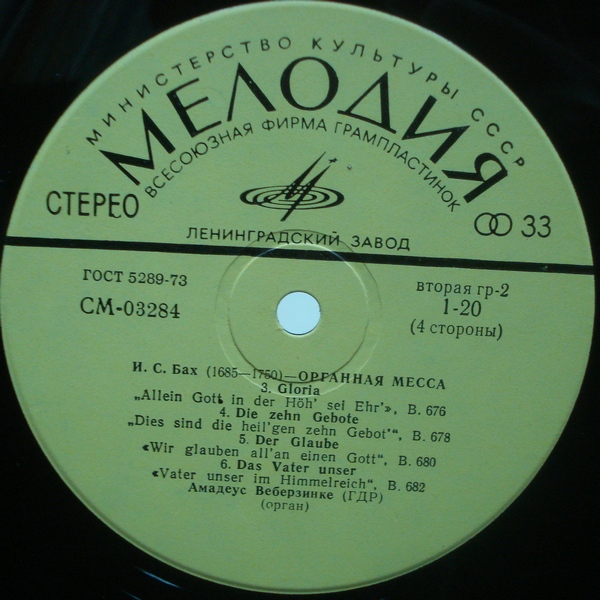 МИНИСТЕРСТВО КУЛЬТУРЫ СССР
МЕЛОДИЯ
ВСЕСОЮЗНАЯ ФИРМА ГРАМПЛАСТИНОК
СТЕРЕО
33
ЛЕНИНГРАДСКИЙ ЗАВОД
ГОСТ 5289-73
СМ-03284
вторая гр-2
1-20
(4 стороны)
И. С. Бах (1685—1750)—ОРГАННАЯ МЕССА
3. Gloria
„Allein Gott in der Höh' sei Ehr'», B. 676
4. Die zehn Gebote
„Dies sind die heil'gen zehn Gebot'“, B. 678
5. Der Glaube
«Wir glauben all'an einen Gott“, B. 680
6. Das Vater unser
«Vater unser im Himmelreich“, B. 682
Амадеус Веберзинке (ГДР)
(орган)